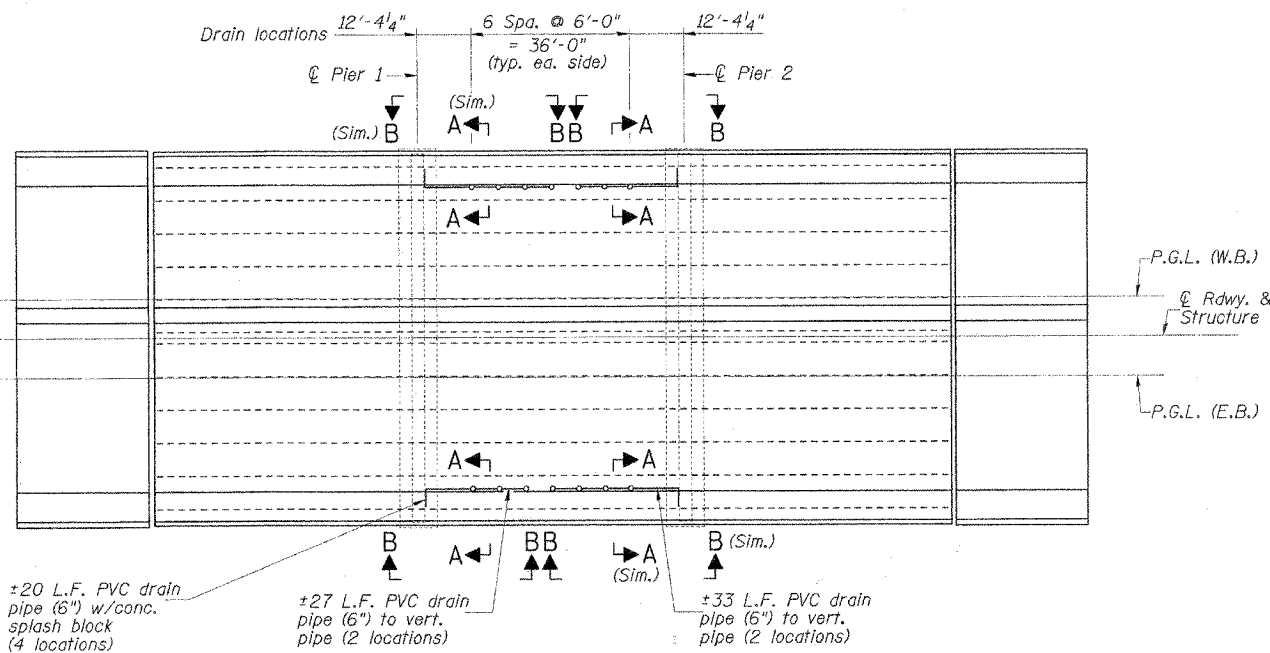 Drain locations
12'-4¼"
6 Spa. @ 6'-0"
= 36'-0"
(typ. ea. side)
12'-4¼"
℄ Pier 1
℄ Pier 2
(Sim.) B
(Sim.)
A
B B
A
B
A
A
P.G.L. (W.B.)
℄ Rdwy. &
Structure
P.G.L. (E.B.)
A
A
B
A
B B
A
(Sim.)
B (Sim.)
±20 L.F. PVC drain
pipe (6") w/conc.
splash block
(4 locations)
±27 L.F. PVC drain
pipe (6") to vert.
pipe (2 locations)
±33 L.F. PVC drain
pipe (6") to vert.
pipe (2 locations)